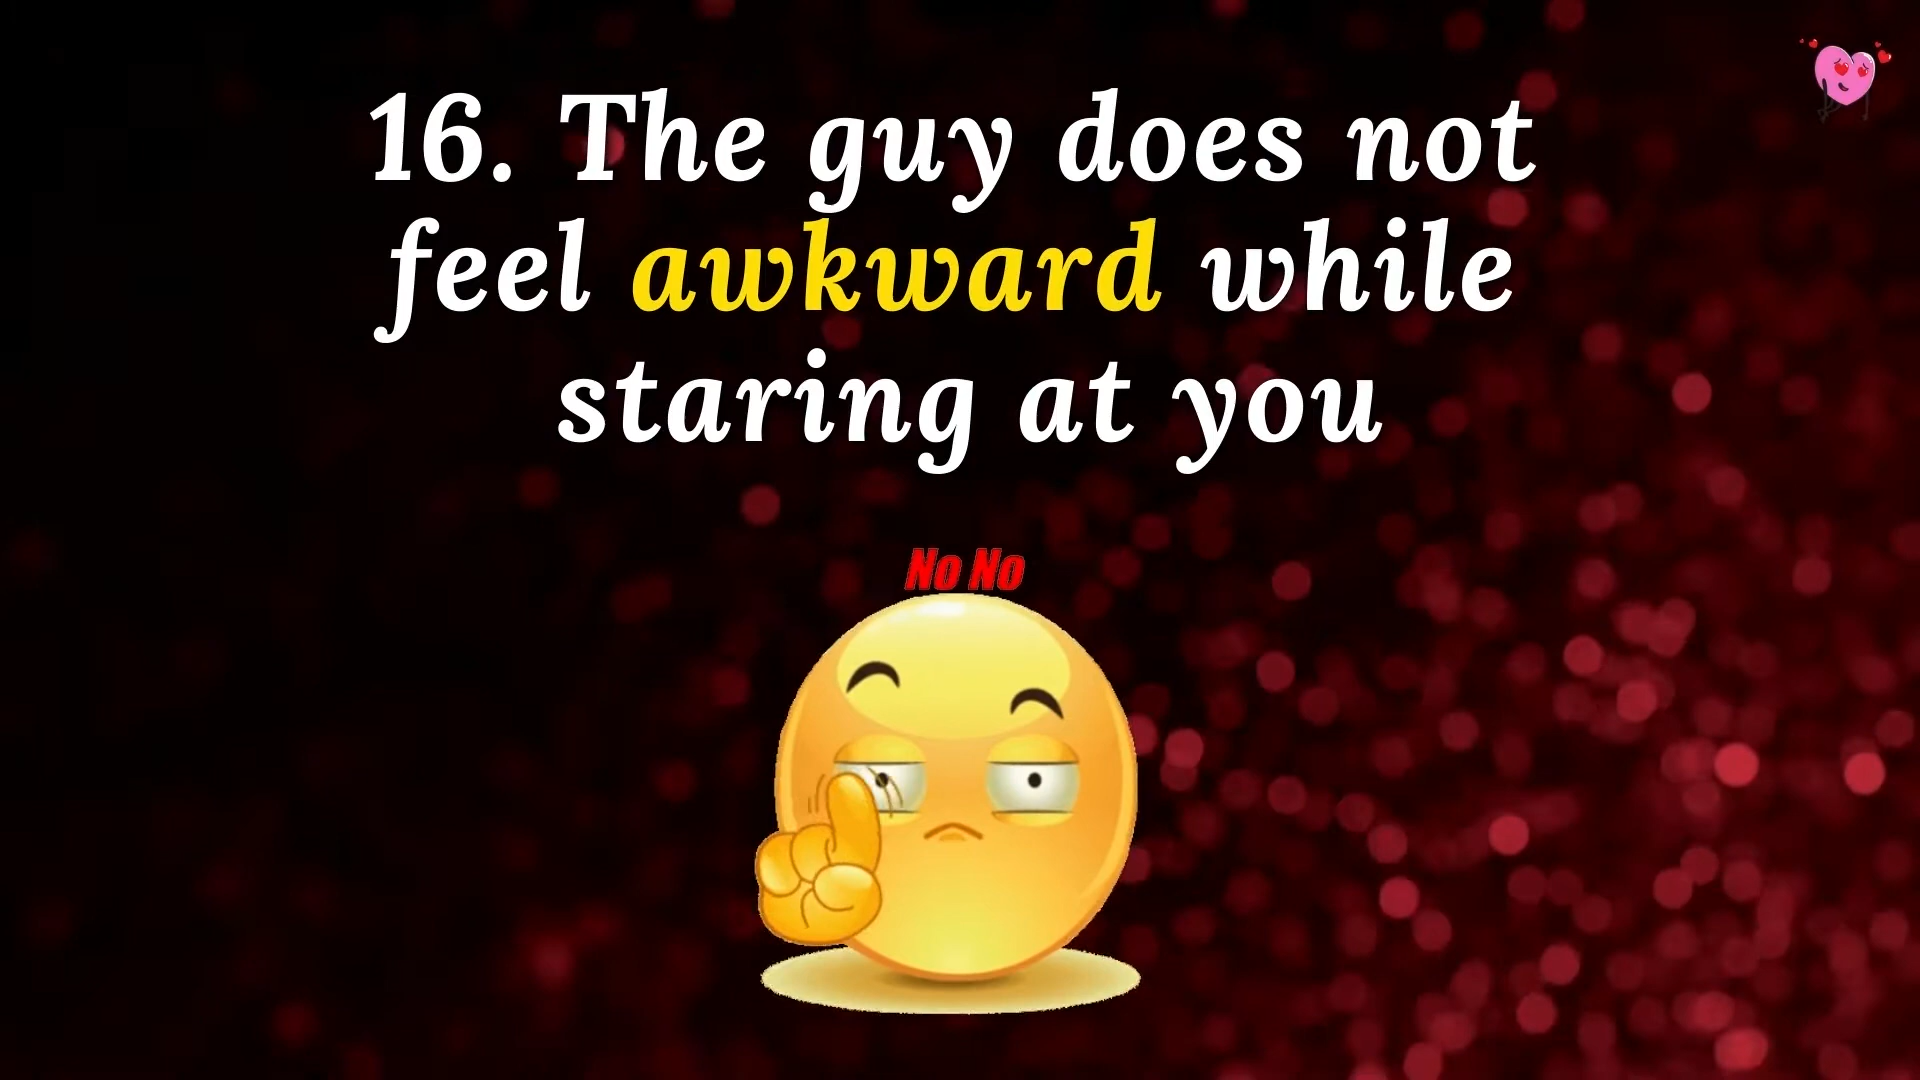 16. The guy does not
feel awkward while
staring at you
No No